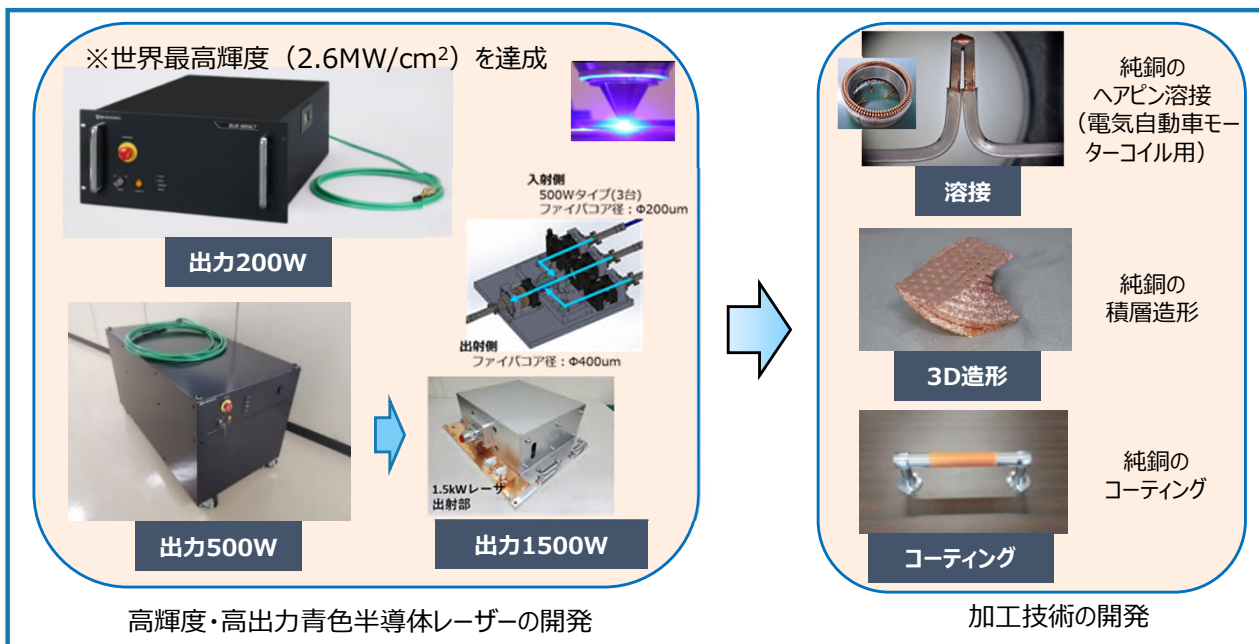 ※世界最高輝度（2.6MW/cm²）を達成
BLUE IMPACT
出力200W
入射側
500Wタイプ(3台)
ファイバコア径：Φ200um
出射側
ファイバコア径：Φ400um
出力500W
1.5kWレーザ
出射部
出力1500W
高輝度・高出力青色半導体レーザーの開発
純銅の
ヘアピン溶接
（電気自動車モー
ターコイル用）
溶接
純銅の
積層造形
3D造形
純銅の
コーティング
コーティング
加工技術の開発